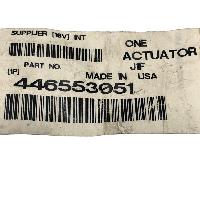 SUPPLIER [18V] INT
ONE
ACTUATOR
PART NO.
JIF
[1P]
MADE IN USA
446553051